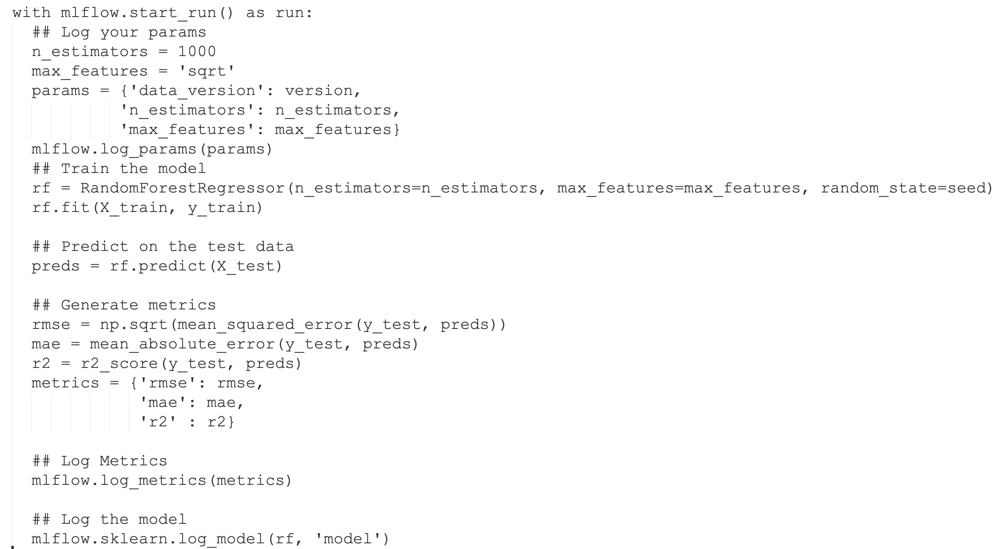 with mlflow.start_run() as run:
  ## Log your params
  n_estimators = 1000
  max_features = 'sqrt'
  params = {'data_version': version,
           'n_estimators': n_estimators,
           'max_features': max_features}
  mlflow.log_params(params)
  ## Train the model
  rf = RandomForestRegressor(n_estimators=n_estimators, max_features=max_features, random_state=seed)
  rf.fit(X_train, y_train)

  ## Predict on the test data
  preds = rf.predict(X_test)

  ## Generate metrics
  rmse = np.sqrt(mean_squared_error(y_test, preds))
  mae = mean_absolute_error(y_test, preds)
  r2 = r2_score(y_test, preds)
  metrics = {'rmse': rmse,
             'mae': mae,
             'r2' : r2}

  ## Log Metrics
  mlflow.log_metrics(metrics)

  ## Log the model
  mlflow.sklearn.log_model(rf, 'model')